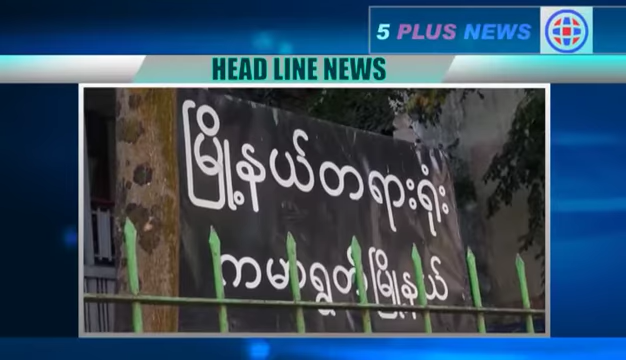 5 PLUS NEWS
HEAD LINE NEWS
မြို့နယ်တရားရုံး
ကမာရွတ်မြို့နယ်